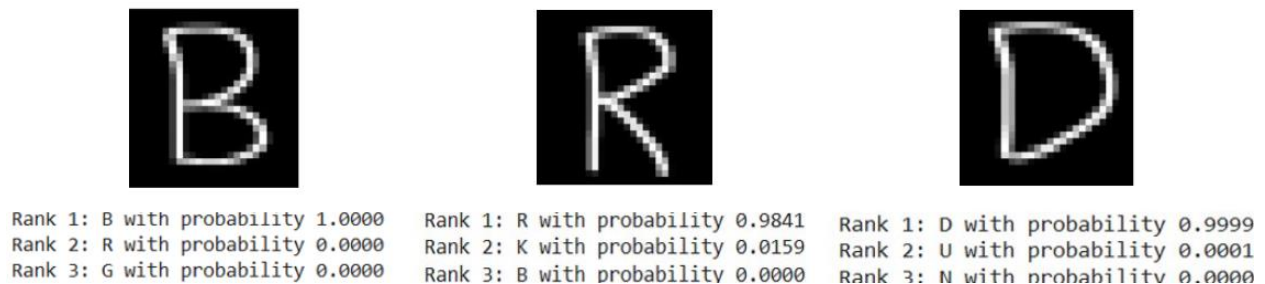 B
R
D
Rank 1: B with probability 1.0000
Rank 2: R with probability 0.0000
Rank 3: G with probability 0.0000
Rank 1: R with probability 0.9841
Rank 2: K with probability 0.0159
Rank 3: B with probability 0.0000
Rank 1: D with probability 0.9999
Rank 2: U with probability 0.0001
Rank 3: N with probability 0.0000